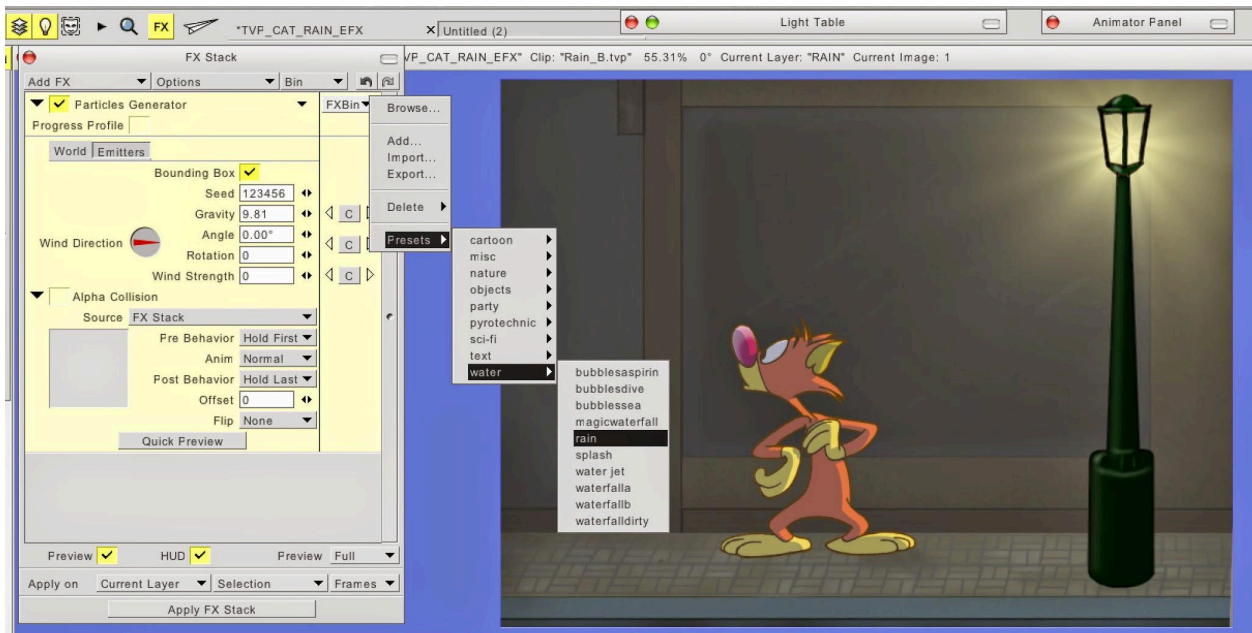 FX
*TVP_CAT_RAIN_EFX
Untitled (2)
Light Table
Animator Panel
FX Stack
VP_CAT_RAIN_EFX" Clip: "Rain_B.tvp" 55.31% 0° Current Layer: "RAIN" Current Image: 1
Add FX Options Bin
Particles Generator FXBin
Progress Profile
World Emitters
Bounding Box
Seed 123456
Gravity 9.81 C
Wind Direction
Angle 0.00° C
Rotation 0
Wind Strength 0 C
Alpha Collision
Source FX Stack
Pre Behavior Hold First
Anim Normal
Post Behavior Hold Last
Offset 0
Flip None
Quick Preview
Preview HUD Preview Full
Apply on Current Layer Selection Frames
Apply FX Stack
Browse...
Add...
Import...
Export...
Delete
Presets
cartoon
misc
nature
objects
party
pyrotechnic
sci-fi
text
water
bubblesaspirin
bubblesdive
bubblessea
magicwaterfall
rain
splash
water jet
waterfalla
waterfallb
waterfalldirty